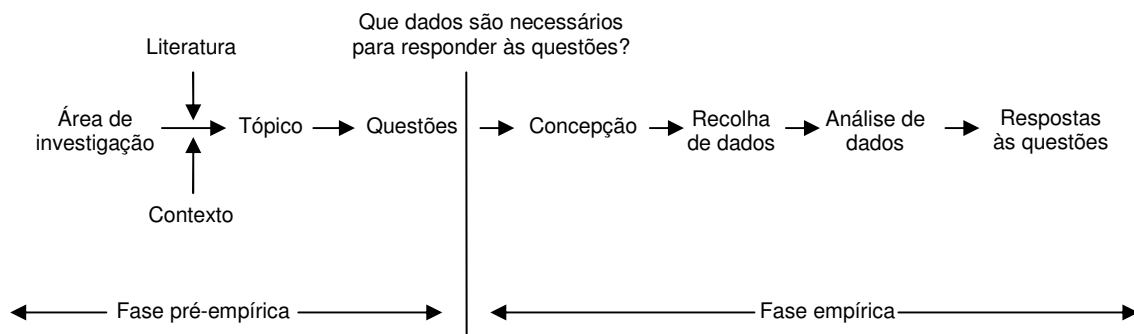 Que dados são necessários
para responder às questões?
Literatura
Área de
investigação
Tópico
Questões
Concepção
Recolha
de dados
Análise de
dados
Respostas
às questões
Contexto
Fase pré-empírica
Fase empírica